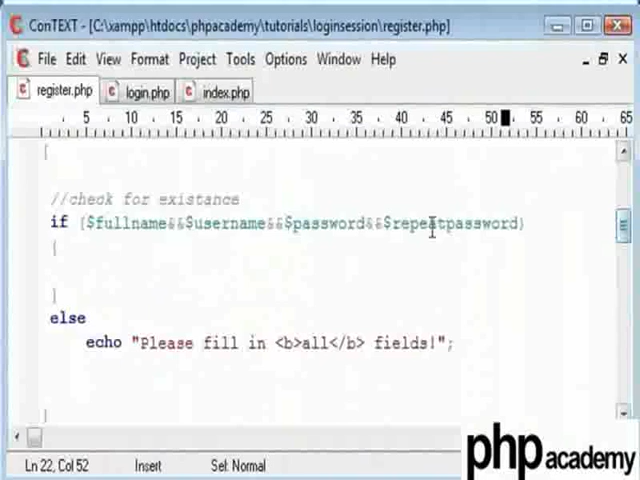 ConTEXT - [C:\xampp\htdocs\phpacademy\tutorials\loginsession\register.php]
File Edit View Format Project Tools Options Window Help
register.php login.php index.php
5 10 15 20 25 30 35 40 45 50 55 60 65
{
//check for existance
if ($fullname&&$username&&$password&&$repeatpassword)
{
}
else
echo "Please fill in <b>all</b> fields!";
}
Ln 22, Col 52 Insert Sel: Normal
php academy